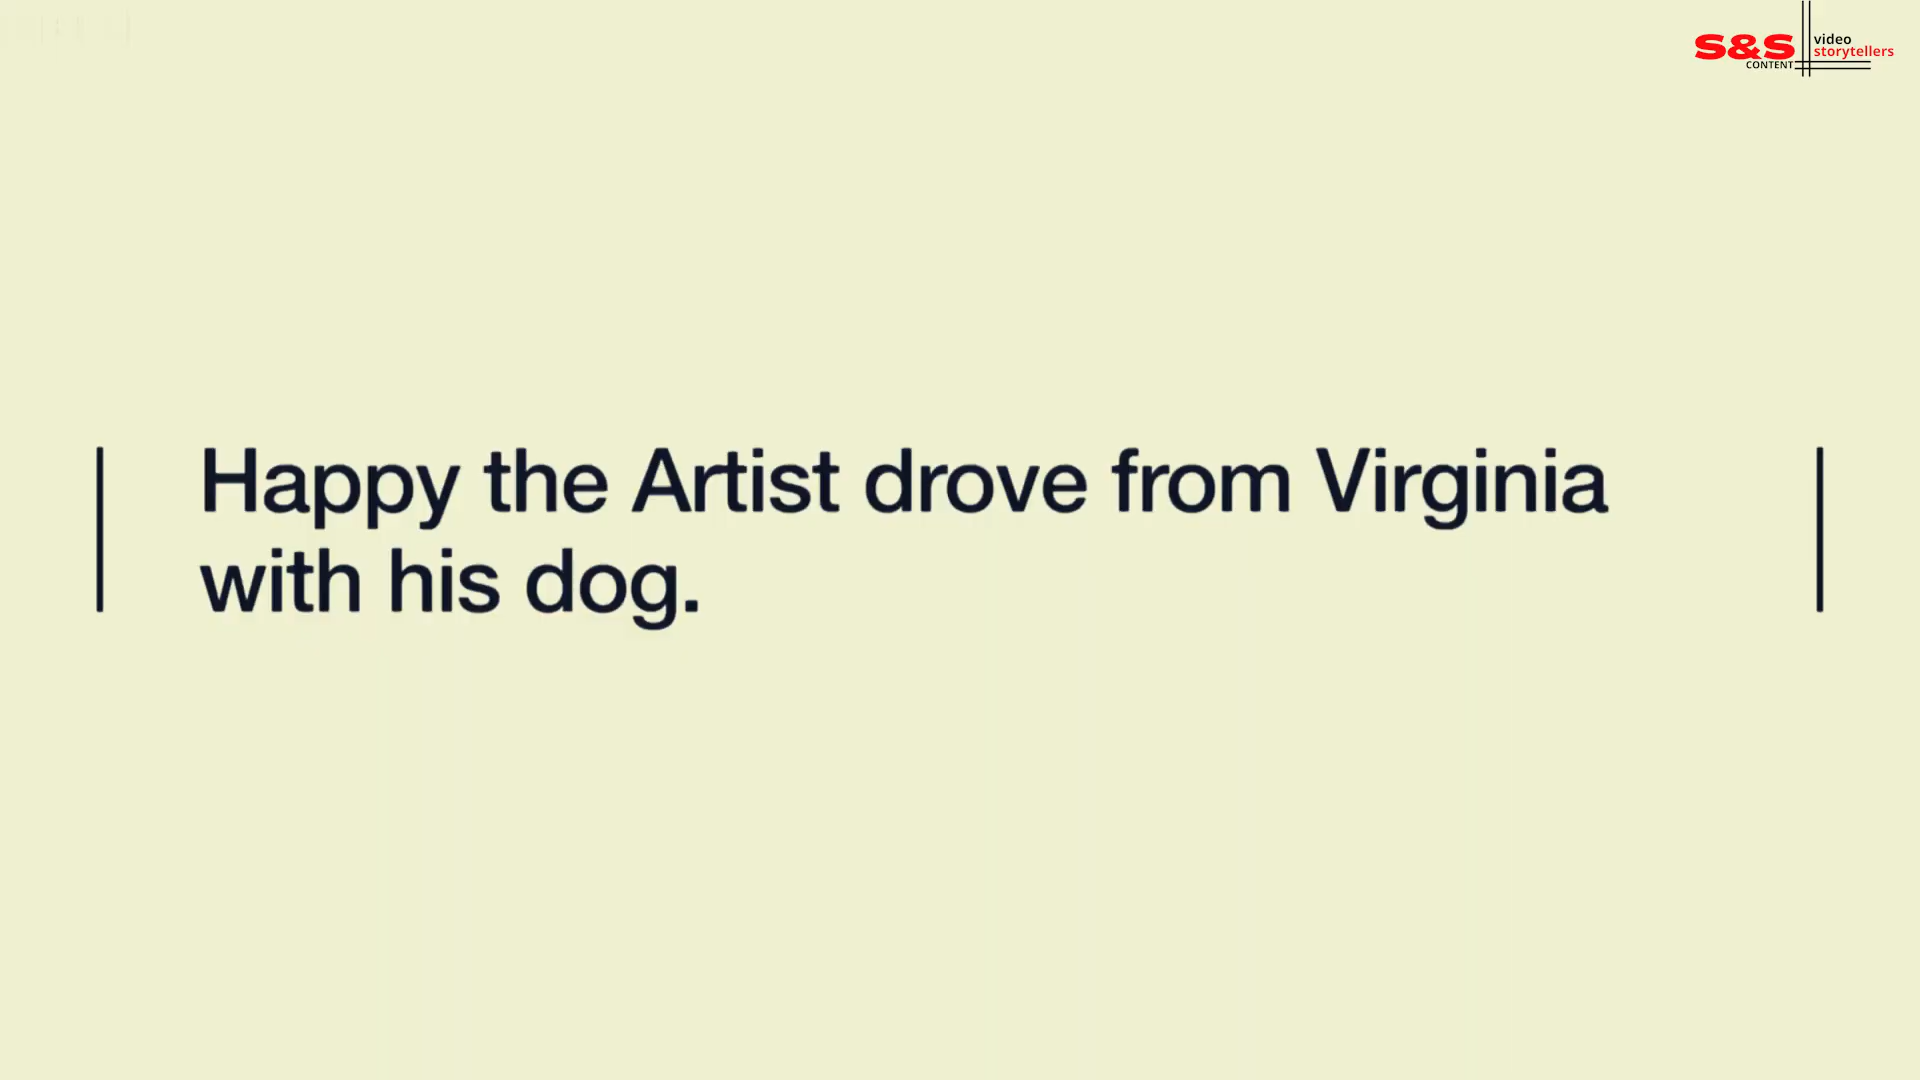 S&S
CONTENT
video
storytellers
Happy the Artist drove from Virginia
with his dog.